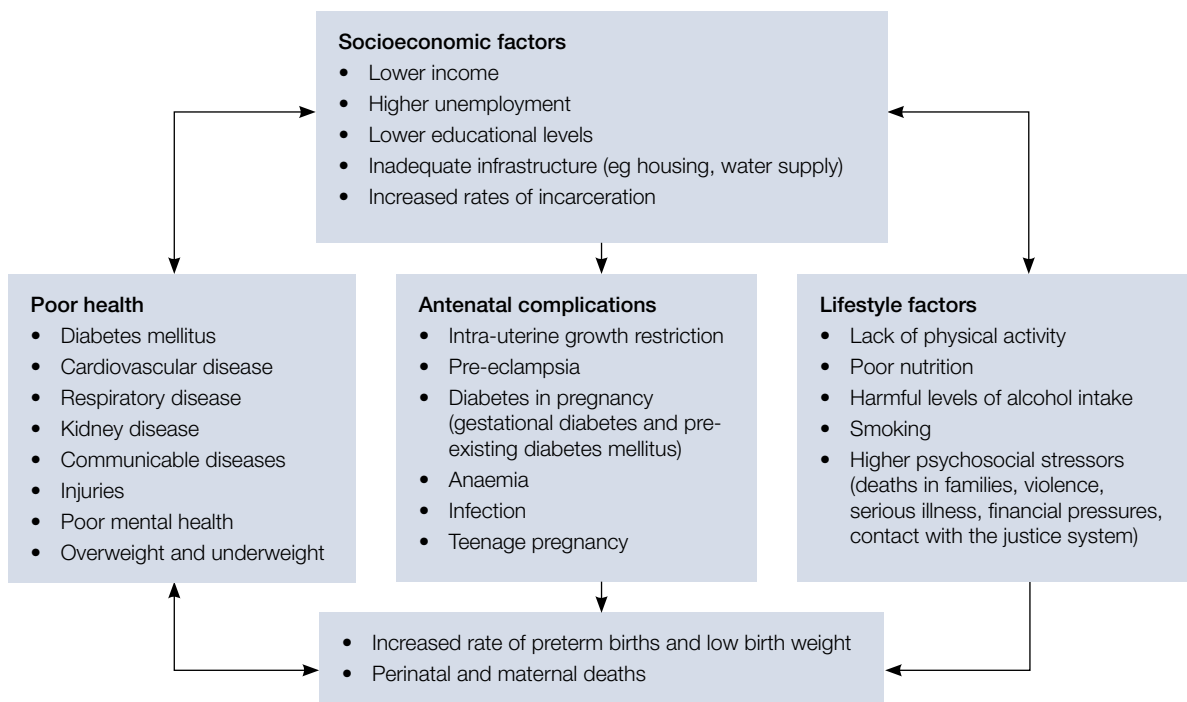 Socioeconomic factors
• Lower income
• Higher unemployment
• Lower educational levels
• Inadequate infrastructure (eg housing, water supply)
• Increased rates of incarceration
Poor health
• Diabetes mellitus
• Cardiovascular disease
• Respiratory disease
• Kidney disease
• Communicable diseases
• Injuries
• Poor mental health
• Overweight and underweight
Antenatal complications
• Intra-uterine growth restriction
• Pre-eclampsia
• Diabetes in pregnancy
(gestational diabetes and pre-
existing diabetes mellitus)
• Anaemia
• Infection
• Teenage pregnancy
Lifestyle factors
• Lack of physical activity
• Poor nutrition
• Harmful levels of alcohol intake
• Smoking
• Higher psychosocial stressors
(deaths in families, violence,
serious illness, financial pressures,
contact with the justice system)
• Increased rate of preterm births and low birth weight
• Perinatal and maternal deaths